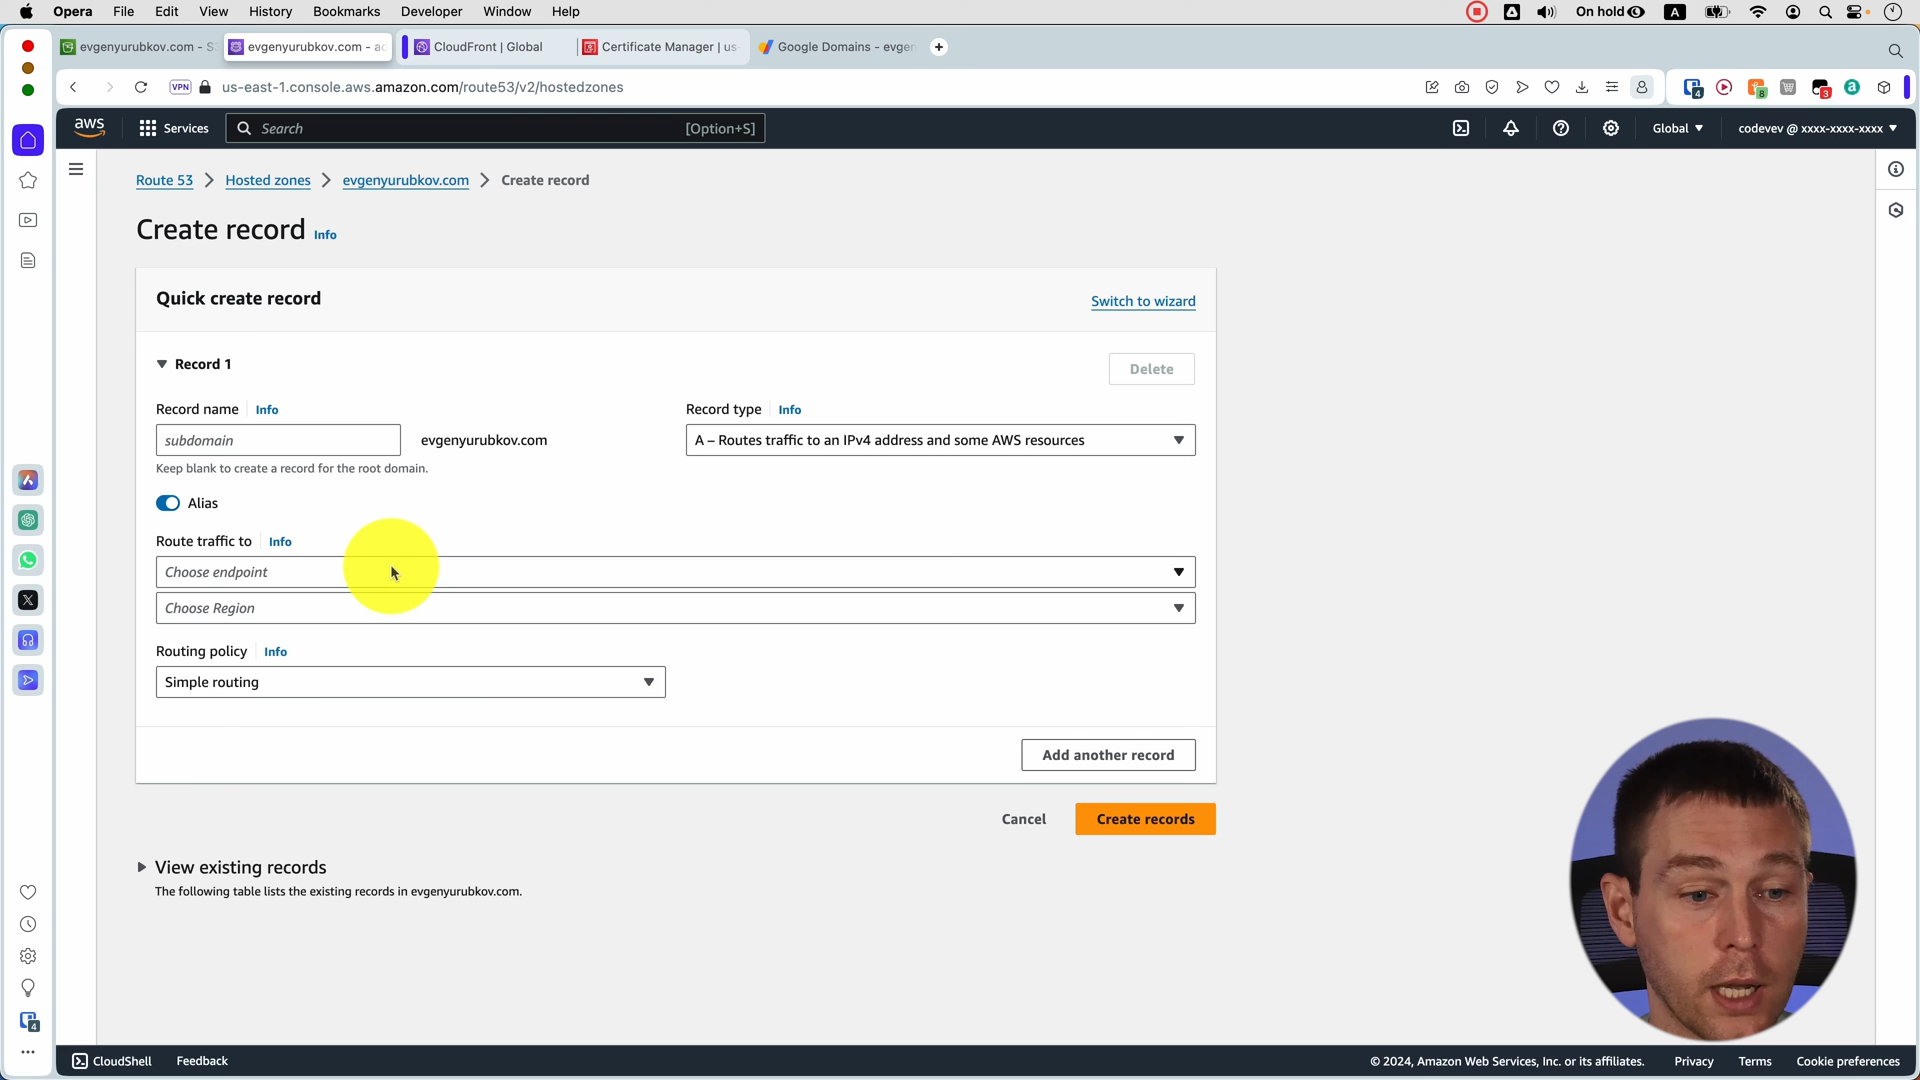 Opera File Edit View History Bookmarks Developer Window Help
On hold A
evgenyurubkov.com - S3
evgenyurubkov.com - ac
CloudFront | Global
Certificate Manager | us-
Google Domains - evgen
VPN us-east-1.console.aws.amazon.com/route53/v2/hostedzones
4 8 3 a
aws Services Search [Option+S] Global codevev @ xxxx-xxxx-xxxx
Route 53 Hosted zones evgenyurubkov.com Create record
Create record Info
Quick create record
Switch to wizard
Record 1
Delete
Record name Info
subdomain evgenyurubkov.com
Keep blank to create a record for the root domain.
Record type Info
A – Routes traffic to an IPv4 address and some AWS resources
Alias
Route traffic to Info
Choose endpoint
Choose Region
Routing policy Info
Simple routing
Add another record
Cancel Create records
View existing records
The following table lists the existing records in evgenyurubkov.com.
4
CloudShell Feedback © 2024, Amazon Web Services, Inc. or its affiliates. Privacy Terms Cookie preferences